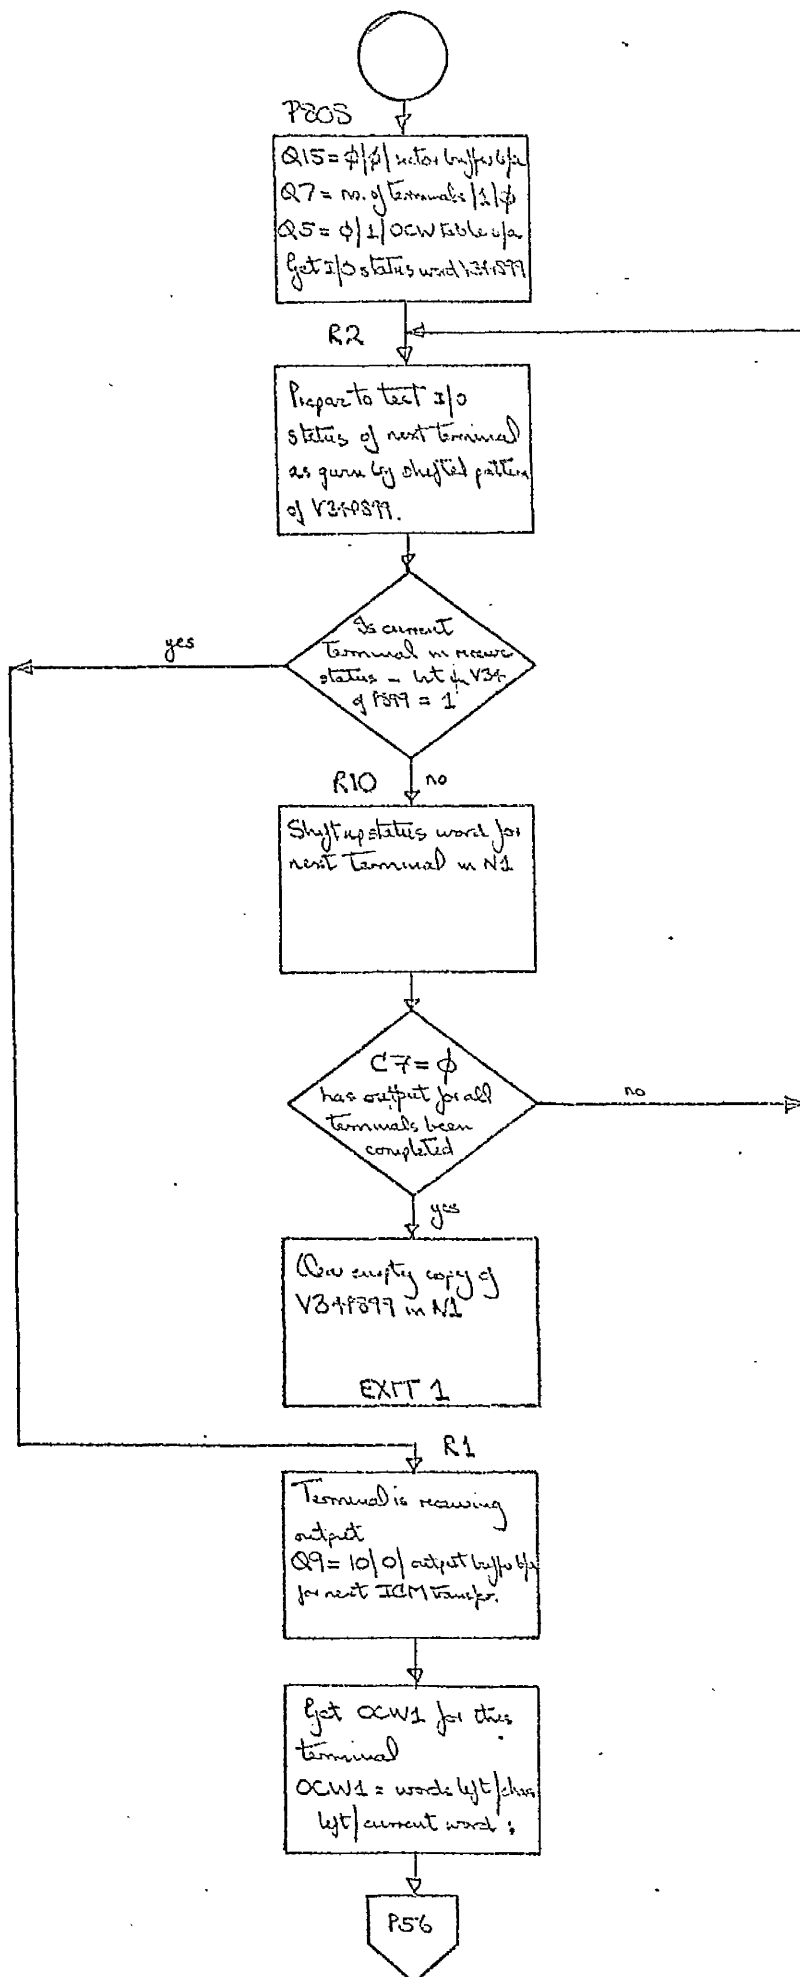 P805
Q15 = ϕ/ϕ/ sector buffer b/a
Q7 = no. of terminals /1/ϕ
Q5 = ϕ/1/ OCW table b/a
Get I/O status word V34P899
R2
Prepare to test I/O
status of next terminal
as given by shifted pattern
of V34P899.
Is current
terminal in receive
status – bit in V34
of P899 = 1
yes
R10
no
Shift up status word for
next terminal in N1
C7 = ϕ
has output for all
terminals been
completed
no
yes
empty copy of
V34P899 in N1
EXIT 1
R1
Terminal is receiving
output
Q9 = 10/0/ output buffer b/a
for next ICM transfer.
Get OCW1 for this
terminal
OCW1 = words left/chars
left/current word;
P56